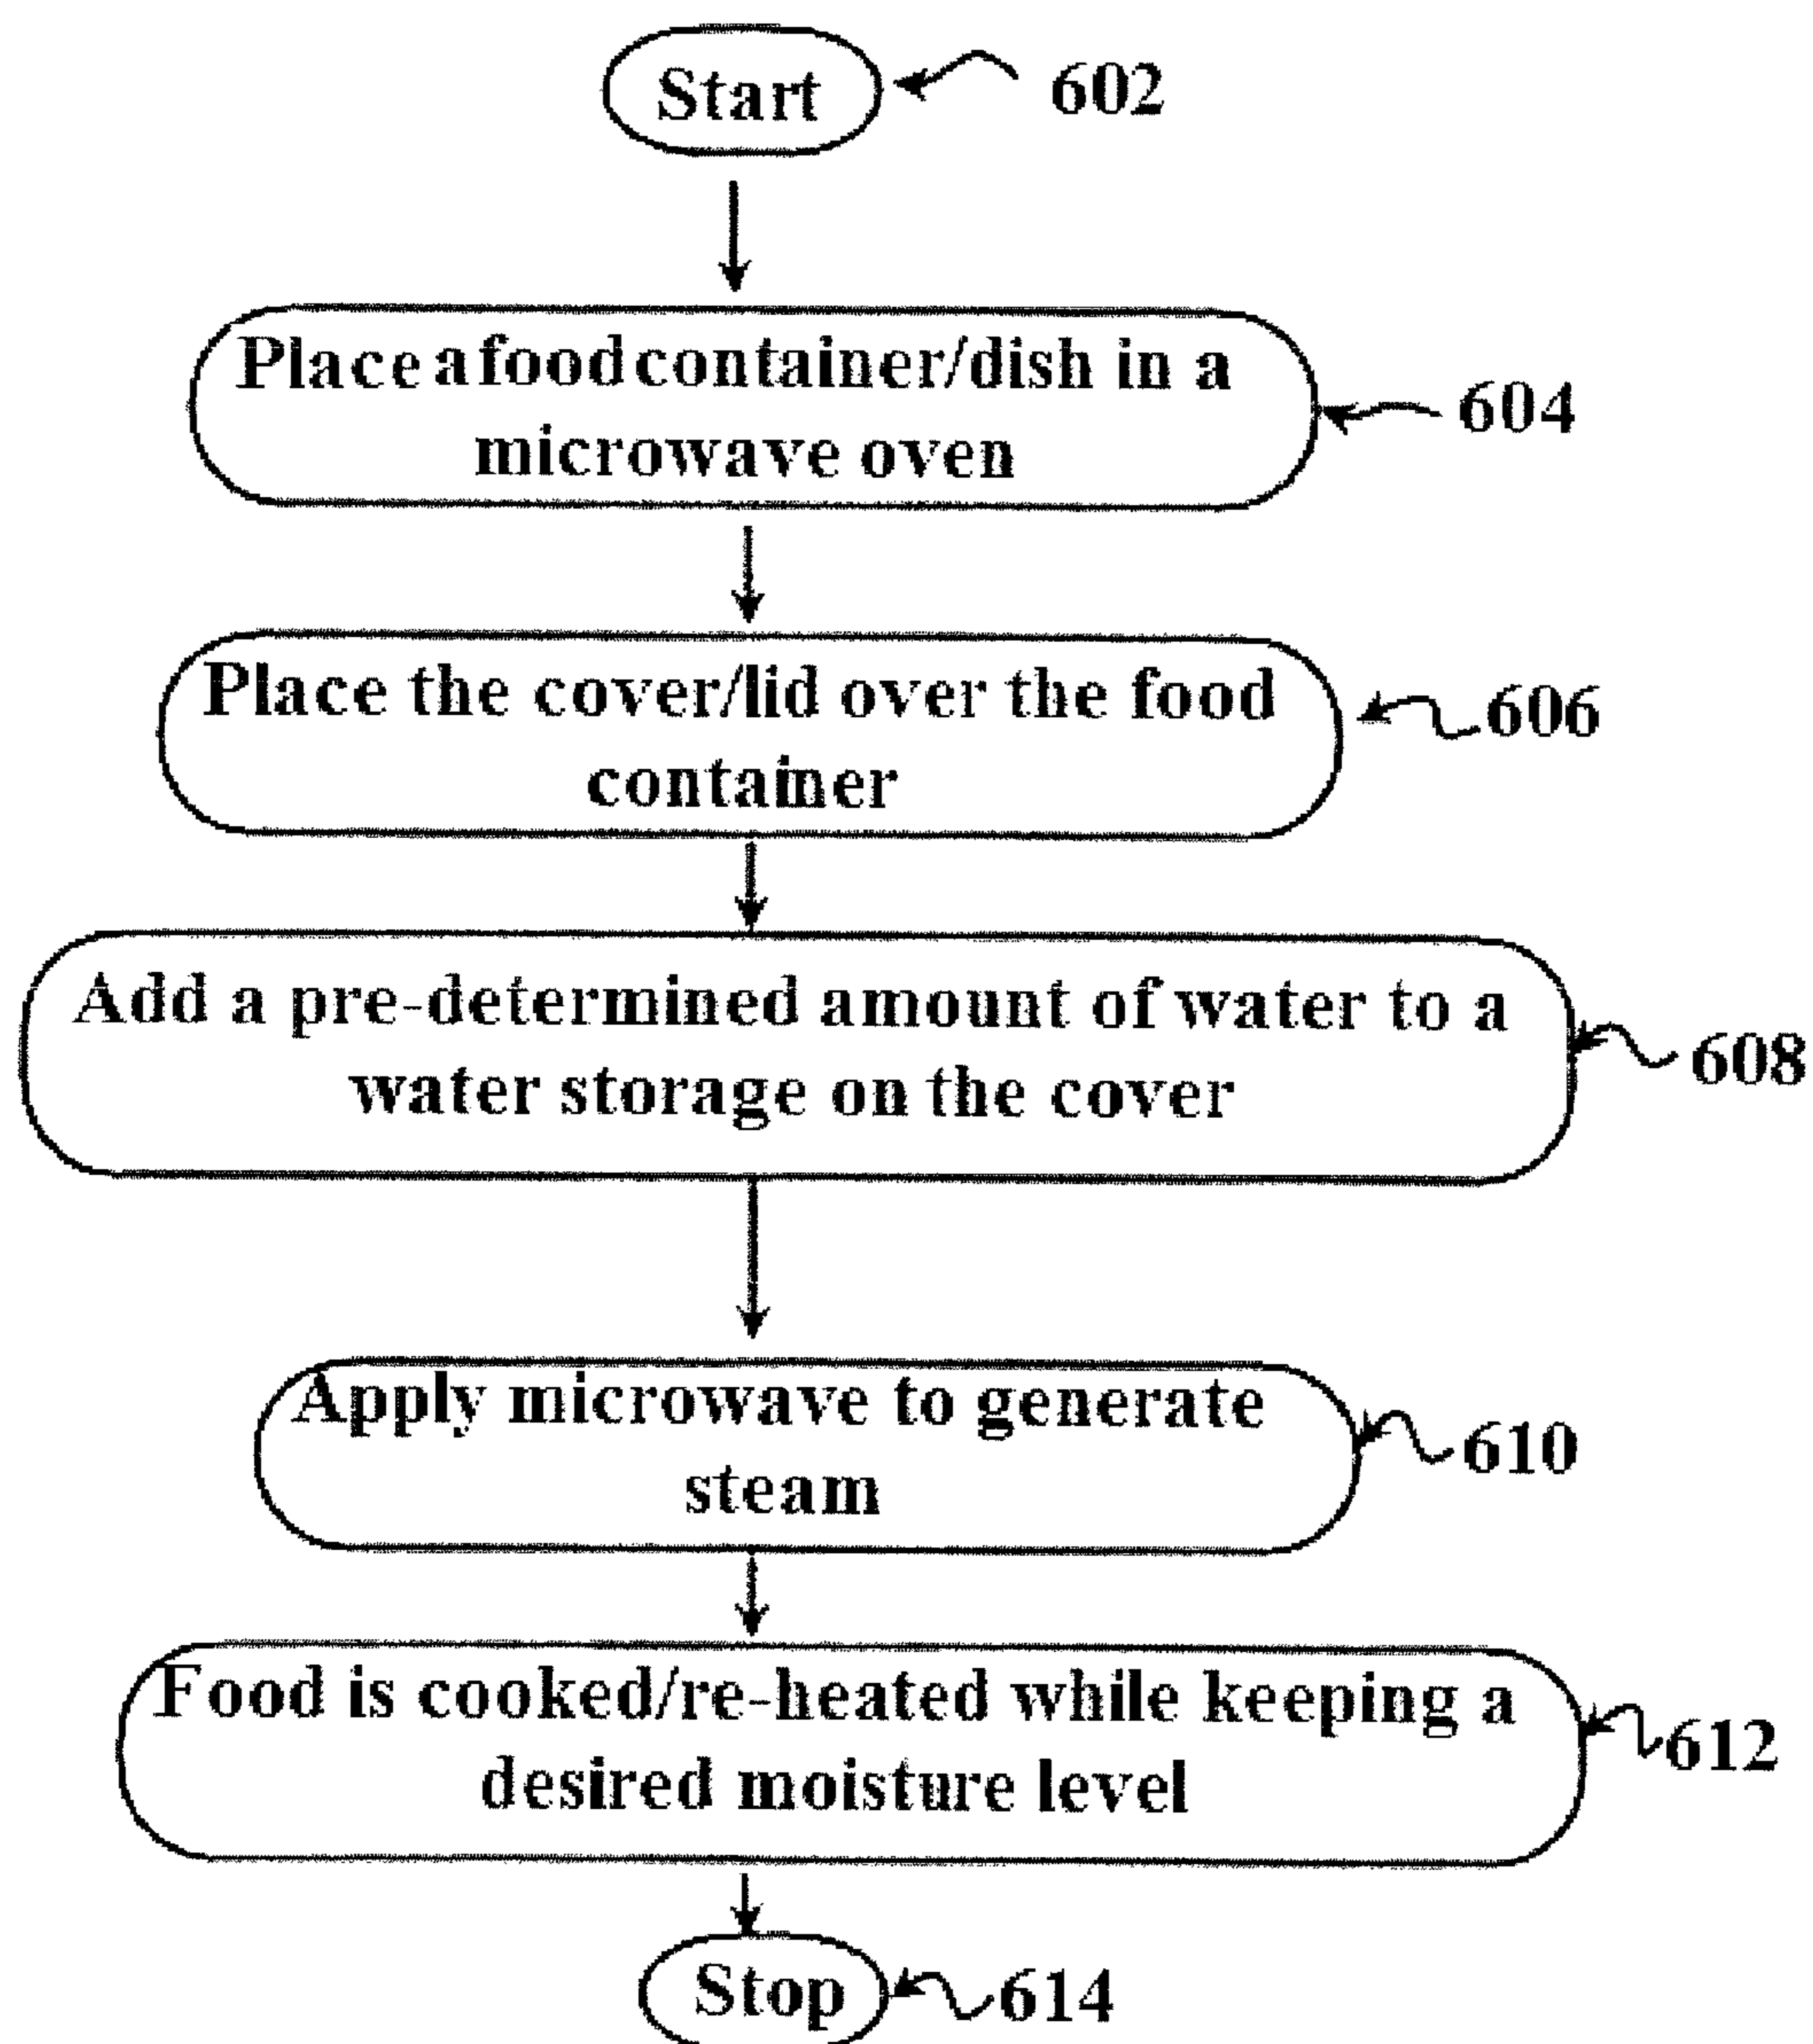 Start
602
Place a food container/dish in a
microwave oven
604
Place the cover/lid over the food
container
606
Add a pre-determined amount of water to a
water storage on the cover
608
Apply microwave to generate
steam
610
Food is cooked/re-heated while keeping a
desired moisture level
612
Stop
614